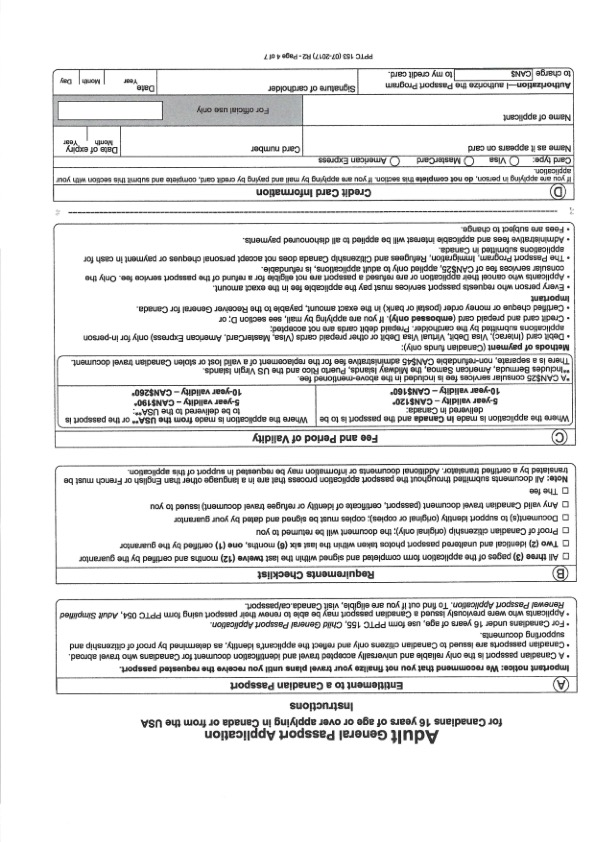 Adult General Passport Application
for Canadians 16 years of age or over applying in Canada or from the USA
Instructions
A Entitlement to a Canadian Passport
Important notice: We recommend that you not finalize your travel plans until you receive the requested passport.
• A Canadian passport is the only reliable and universally accepted travel and identification document for Canadians who travel abroad.
• Canadian passports are issued to Canadian citizens only and reflect the applicant's identity, as determined by proof of citizenship and
supporting documents.
• For Canadians under 16 years of age, use form PPTC 155, Child General Passport Application.
• Applicants who were previously issued a Canadian passport may be able to renew their passport using form PPTC 054, Adult Simplified
Renewal Passport Application. To find out if you are eligible, visit Canada.ca/passport.
B Requirements Checklist
☐ All three (3) pages of the application form completed and signed within the last twelve (12) months and certified by the guarantor
☐ Two (2) identical and unaltered passport photos taken within the last six (6) months, one (1) certified by the guarantor
☐ Proof of Canadian citizenship (original only); the document will be returned to you
☐ Document(s) to support identity (original or copies); copies must be signed and dated by your guarantor
☐ Any valid Canadian travel document (passport, certificate of identity or refugee travel document) issued to you
☐ The fee
Note: All documents submitted throughout the passport application process that are in a language other than English or French must be
translated by a certified translator. Additional documents or information may be requested in support of this application.
C Fee and Period of Validity
Where the application is made in Canada and the passport is to be
delivered in Canada:
5-year validity – CAN$120*
10-year validity – CAN$160*
Where the application is made from the USA** or the passport is
to be delivered to the USA**:
5-year validity – CAN$190*
10-year validity – CAN$260*
*A CAN$25 consular services fee is included in the above-mentioned fee.
**Includes Bermuda, American Samoa, the Midway Islands, Puerto Rico and the US Virgin Islands.
There is a separate, non-refundable CAN$45 administrative fee for the replacement of a valid lost or stolen Canadian travel document.
Methods of payment (Canadian funds only):
• Debit card (Interac), Visa Debit, Virtual Visa Debit or other prepaid cards (Visa, MasterCard, American Express) only for in-person
applications submitted by the cardholder. Prepaid debit cards are not accepted;
• Credit card and prepaid card (embossed only). If you are applying by mail, see section D; or
• Certified cheque or money order (postal or bank) in the exact amount, payable to the Receiver General for Canada.
Important
• Every person who requests passport services must pay the applicable fee in the exact amount.
• Applicants who cancel their application or are refused a passport are not eligible for a refund of the passport service fee. Only the
consular services fee of CAN$25, applied only to adult applications, is refundable.
• The Passport Program, Immigration, Refugees and Citizenship Canada does not accept personal cheques or payment in cash for
applications submitted in Canada.
• Administrative fees and applicable interest will be applied to all dishonoured payments.
• Fees are subject to change.
D Credit Card Information
If you are applying in person, do not complete this section. If you are applying by mail and paying by credit card, complete and submit this section with your
application.
Card type: Visa MasterCard American Express
Name as it appears on card
Card number
Date of expiry
Month Year
Name of applicant
For official use only
Authorization—I authorize the Passport Program
to charge CAN$ to my credit card.
Signature of cardholder
Date
Year Month Day
PPTC 153 (07-2017) R2 - Page 4 of 7